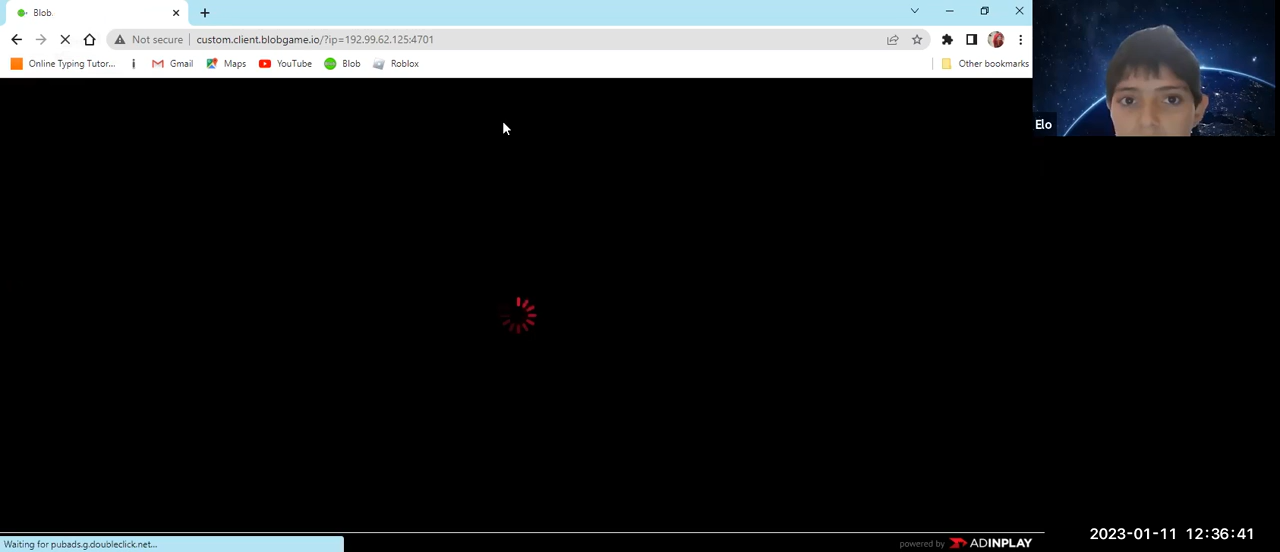 Blob.
Not secure custom.client.blobgame.io/?ip=192.99.62.125:4701
Online Typing Tutor... Gmail Maps YouTube Blob Roblox Other bookmarks
Elo
2023-01-11 12:36:41
Waiting for pubads.g.doubleclick.net...
powered by ADINPLAY